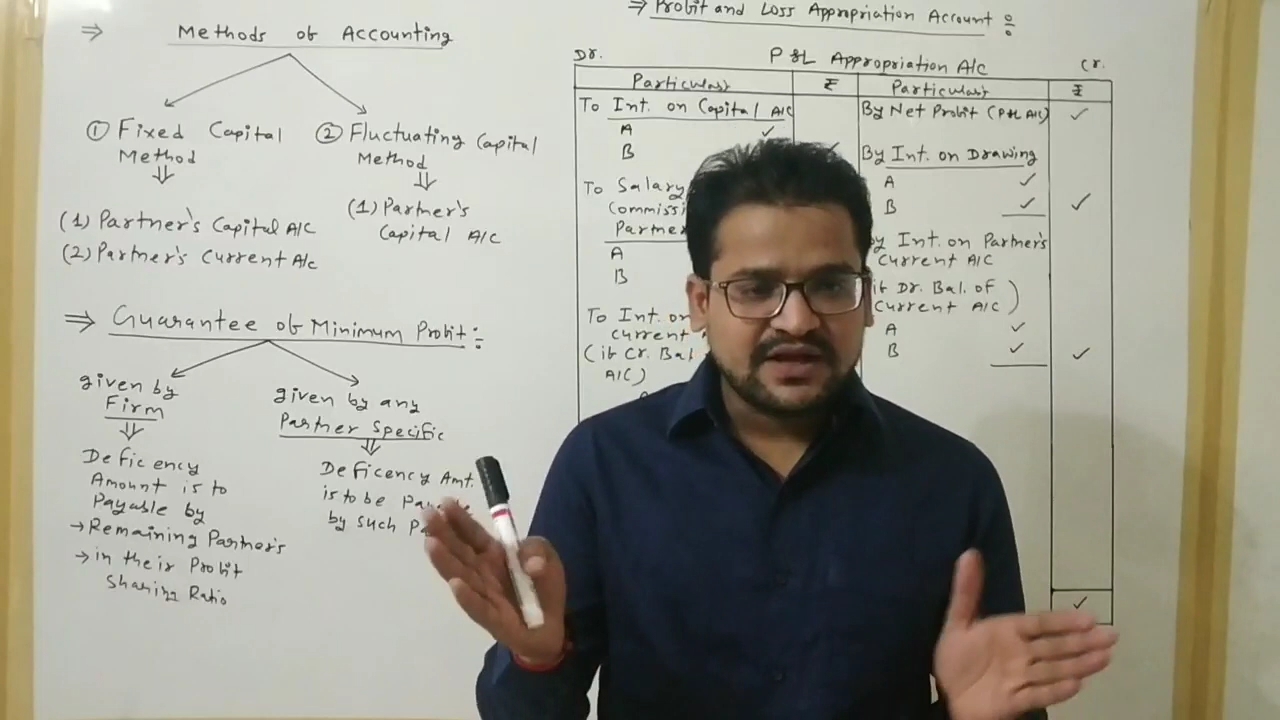 ⇒ Methods of Accounting
① Fixed Capital Method
⇓
(1) Partner's Capital A/c
(2) Partner's Current A/c
② Fluctuating Capital Method
⇓
(1) Partner's
Capital A/c
⇒ Guarantee of Minimum Profit:-
given by
Firm
⇓
Deficency
Amount is to
Payable by
→ Remaining Partner's
→ in their Profit
Sharing Ratio
given by any
Partner Specific
⇓
Deficency Amt.
is to be
by such
⇒ Profit and Loss Appropriation Account :-
Dr. P&L Appropriation A/c Cr.
Particulars ₹ Particulars ₹
To Int. on Capital A/c
A ✓
B
To Salary
Commissi
Partner
A
B
To Int. on
Current
(if Cr. Bal
A/c)
By Net Profit (P&L A/c) ✓
By Int. on Drawing
A ✓
B ✓ ✓
By Int. on Partner's
Current A/c
if Dr. Bal. of
Current A/c)
A ✓
B ✓ ✓
✓